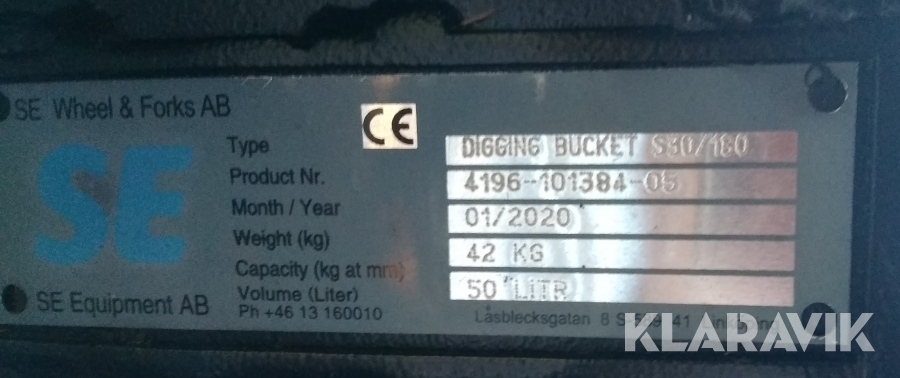 SE Wheel & Forks AB
CE
SE
Type DIGGING BUCKET S30/180
Product Nr. 4196-101384-05
Month / Year 01/2020
Weight (kg) 42 KG
Capacity (kg at mm)
Volume (Liter) 50 LITR
SE Equipment AB
Ph +46 13 160010
Låsblecksgatan 8
KLARAVIK